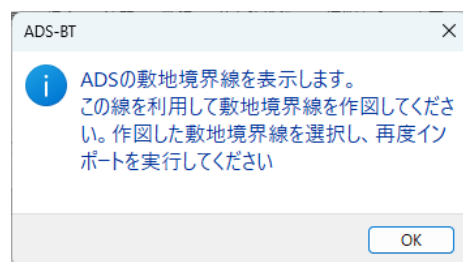 ADS-BT
ADSの敷地境界線を表示します。
この線を利用して敷地境界線を作図してくださ
い。作図した敷地境界線を選択し、再度イン
ポートを実行してください
OK